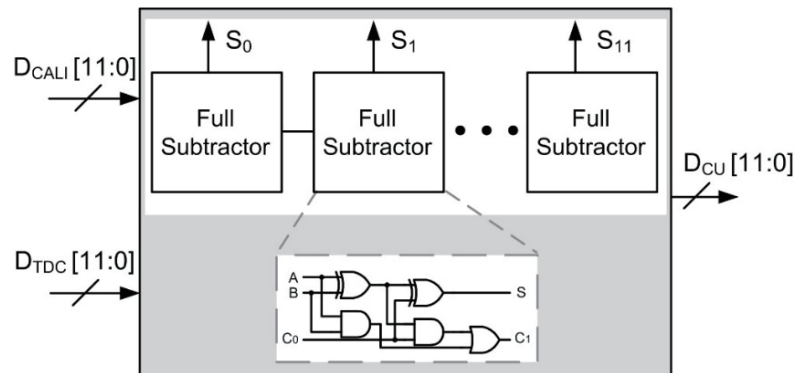 S0 S1 S11
DCALI [11:0]
Full Subtractor
Full Subtractor
Full Subtractor
DCU [11:0]
DTDC [11:0]
A
B
S
C0
C1